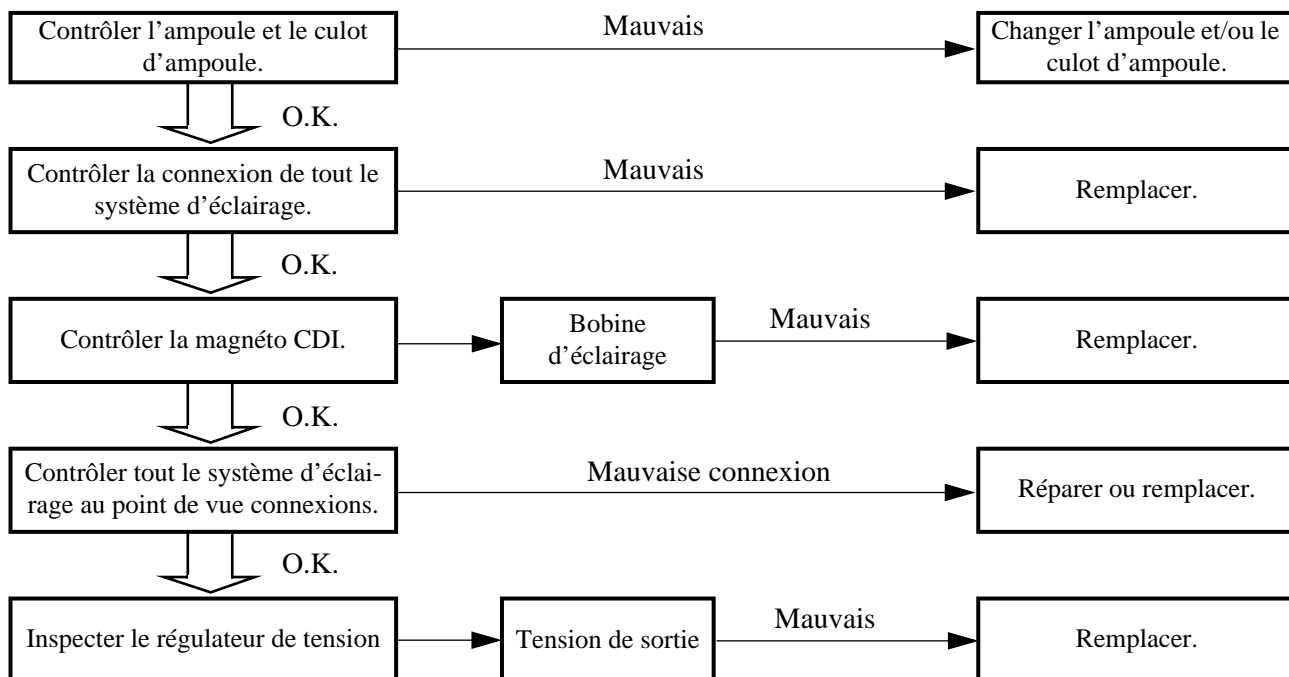 Contrôler l’ampoule et le culot
d’ampoule.
Mauvais
Changer l’ampoule et/ou le
culot d’ampoule.
O.K.
Contrôler la connexion de tout le
système d’éclairage.
Mauvais
Remplacer.
O.K.
Contrôler la magnéto CDI.
Bobine
d’éclairage
Mauvais
Remplacer.
O.K.
Contrôler tout le système d’éclai-
rage au point de vue connexions.
Mauvaise connexion
Réparer ou remplacer.
O.K.
Inspecter le régulateur de tension
Tension de sortie
Mauvais
Remplacer.